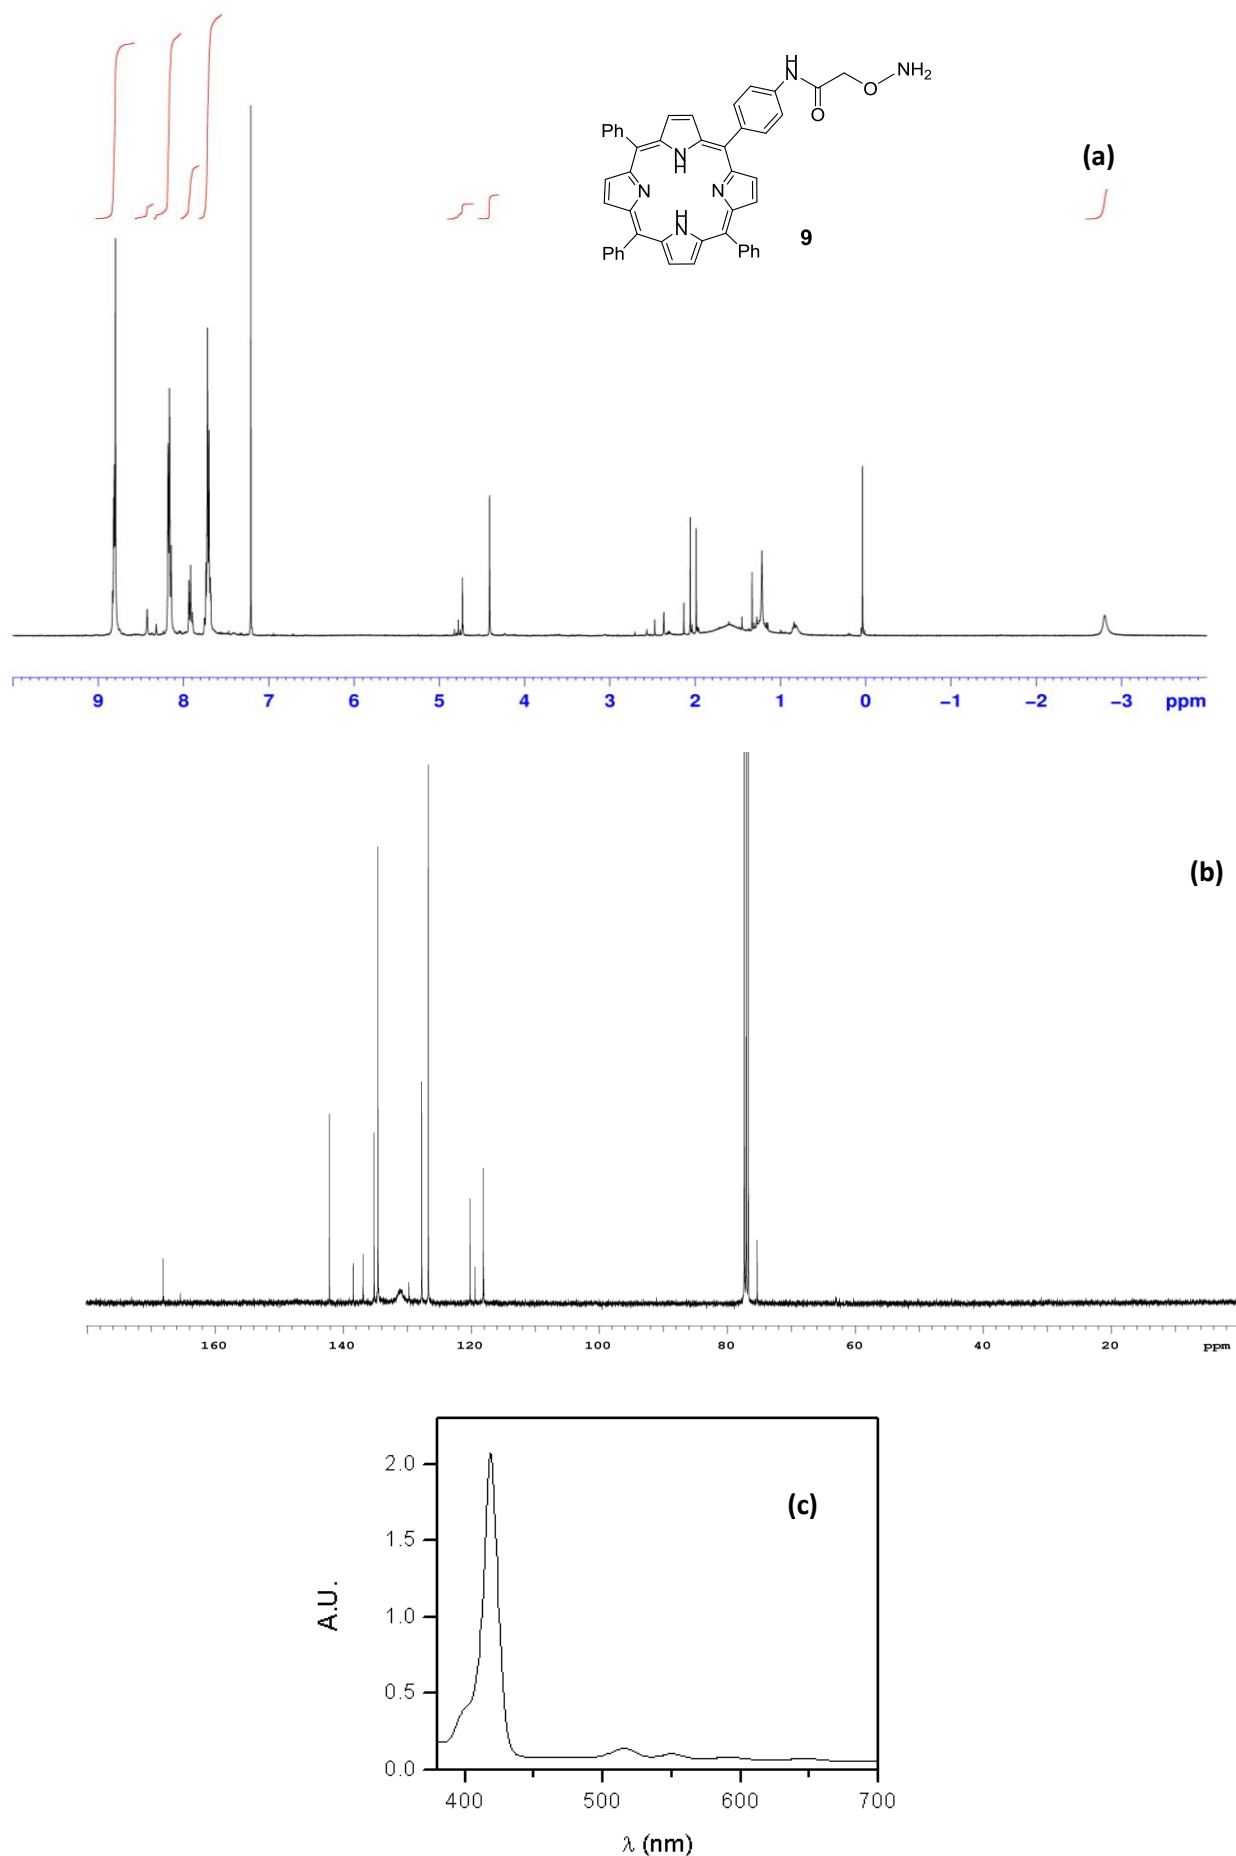 H
N
O
O
NH2
Ph
N
H
N
N
H
N
Ph
Ph
9
(a)
9 8 7 6 5 4 3 2 1 0 −1 −2 −3 ppm
(b)
160 140 120 100 80 60 40 20 ppm
(c)
2.0
1.5
1.0
0.5
0.0
A.U.
400 500 600 700
λ (nm)